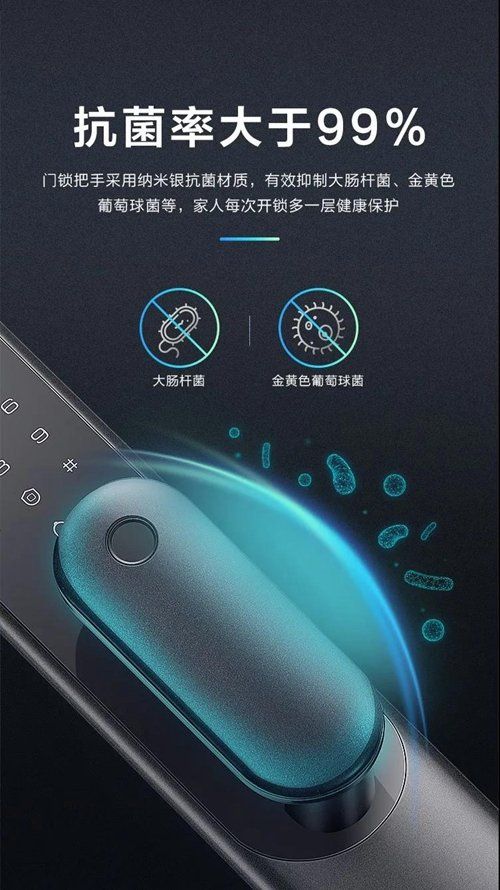 抗菌率大于99%
门锁把手采用纳米银抗菌材质，有效抑制大肠杆菌、金黄色
葡萄球菌等，家人每次开锁多一层健康保护
大肠杆菌
金黄色葡萄球菌
6
9
#